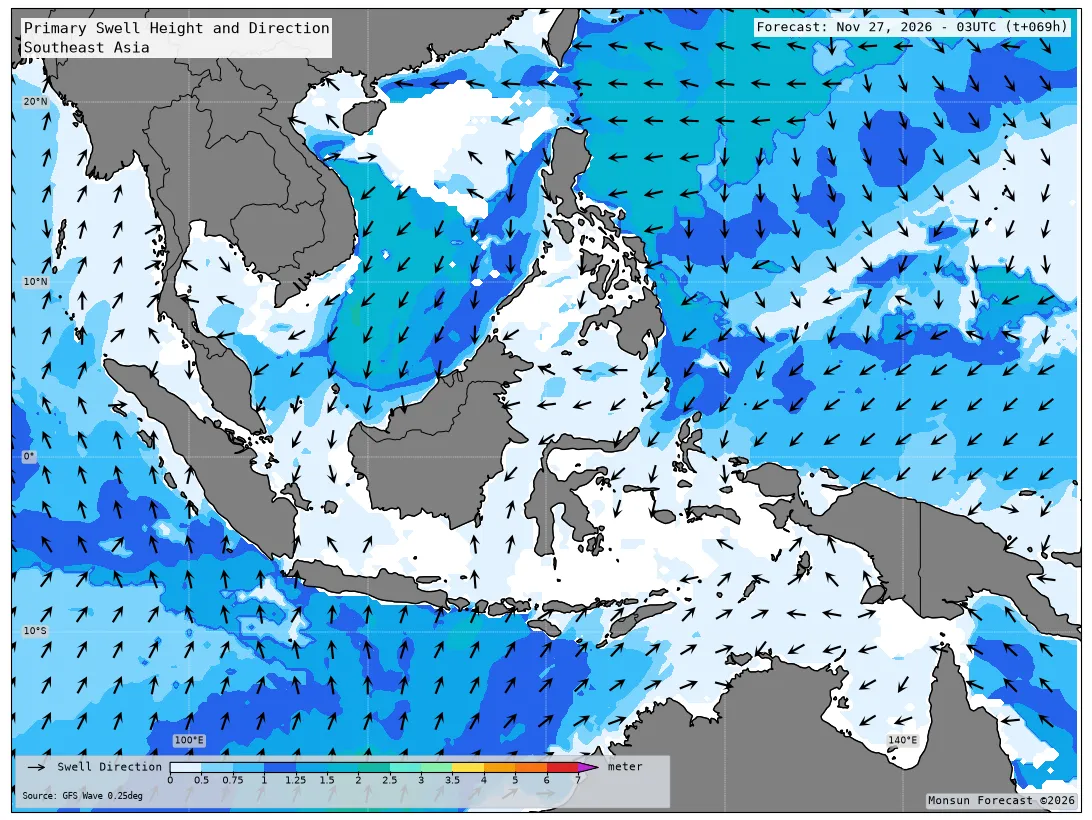 Primary Swell Height and Direction
Southeast Asia
Forecast: Nov 27, 2026 - 03UTC (t+069h)
20°N
10°N
0°
10°S
100°E
140°E
Swell Direction
0 0.5 0.75 1 1.25 1.5 2 2.5 3 3.5 4 5 6 7
meter
Source: GFS Wave 0.25deg
Monsun Forecast ©2026